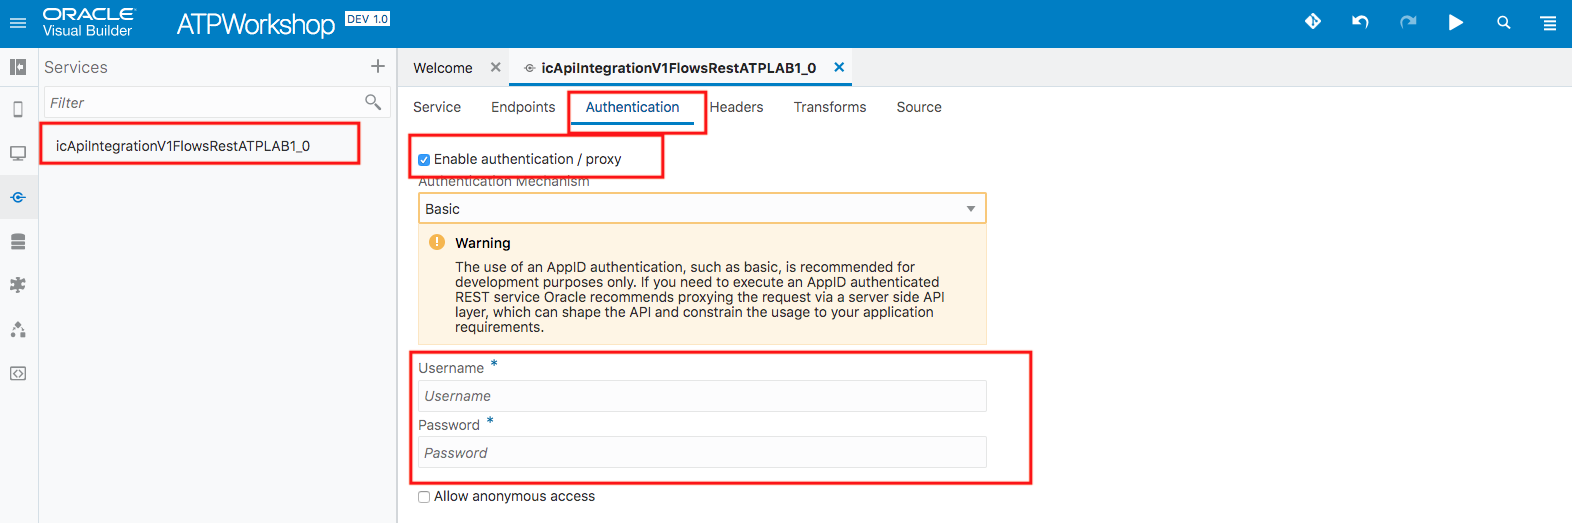 ORACLE
Visual Builder
ATPWorkshop
DEV 1.0
Services
Filter
icApiIntegrationV1FlowsRestATPLAB1_0
Welcome
icApiIntegrationV1FlowsRestATPLAB1_0
Service
Endpoints
Authentication
Headers
Transforms
Source
Enable authentication / proxy
Authentication Mechanism
Basic
Warning
The use of an AppID authentication, such as basic, is recommended for
development purposes only. If you need to execute an AppID authenticated
REST service Oracle recommends proxying the request via a server side API
layer, which can shape the API and constrain the usage to your application
requirements.
Username *
Username
Password *
Password
Allow anonymous access